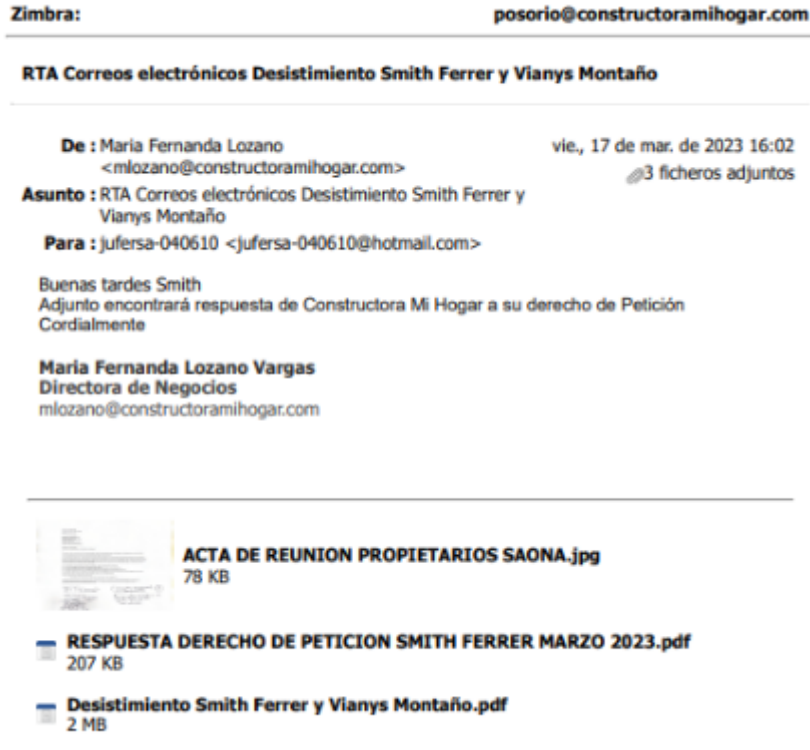 Zimbra: posorio@constructoramihogar.com
RTA Correos electrónicos Desistimiento Smith Ferrer y Vianys Montaño
De : Maria Fernanda Lozano vie., 17 de mar. de 2023 16:02
<mlozano@constructoramihogar.com> 3 ficheros adjuntos
Asunto : RTA Correos electrónicos Desistimiento Smith Ferrer y
Vianys Montaño
Para : jufersa-040610 <jufersa-040610@hotmail.com>
Buenas tardes Smith
Adjunto encontrará respuesta de Constructora Mi Hogar a su derecho de Petición
Cordialmente
Maria Fernanda Lozano Vargas
Directora de Negocios
mlozano@constructoramihogar.com
ACTA DE REUNION PROPIETARIOS SAONA.jpg
78 KB
RESPUESTA DERECHO DE PETICION SMITH FERRER MARZO 2023.pdf
207 KB
Desistimiento Smith Ferrer y Vianys Montaño.pdf
2 MB